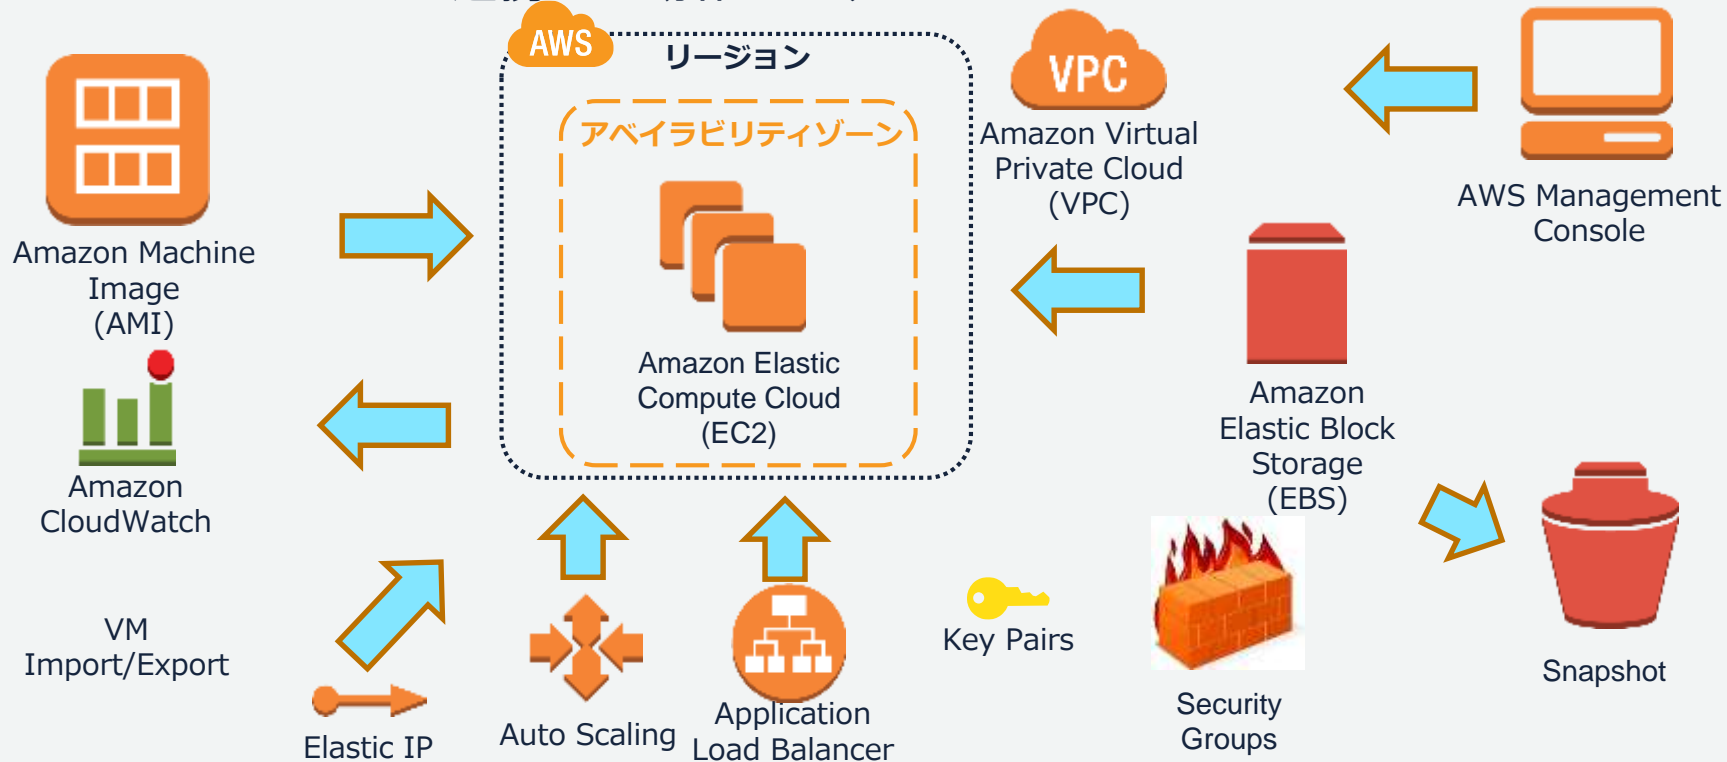 AWS
リージョン
アベイラビリティゾーン
Amazon Elastic
Compute Cloud
(EC2)
Amazon Machine
Image
(AMI)
Amazon
CloudWatch
VM
Import/Export
Elastic IP
Auto Scaling
Application
Load Balancer
Key Pairs
Security
Groups
VPC
Amazon Virtual
Private Cloud
(VPC)
AWS Management
Console
Amazon
Elastic Block
Storage
(EBS)
Snapshot